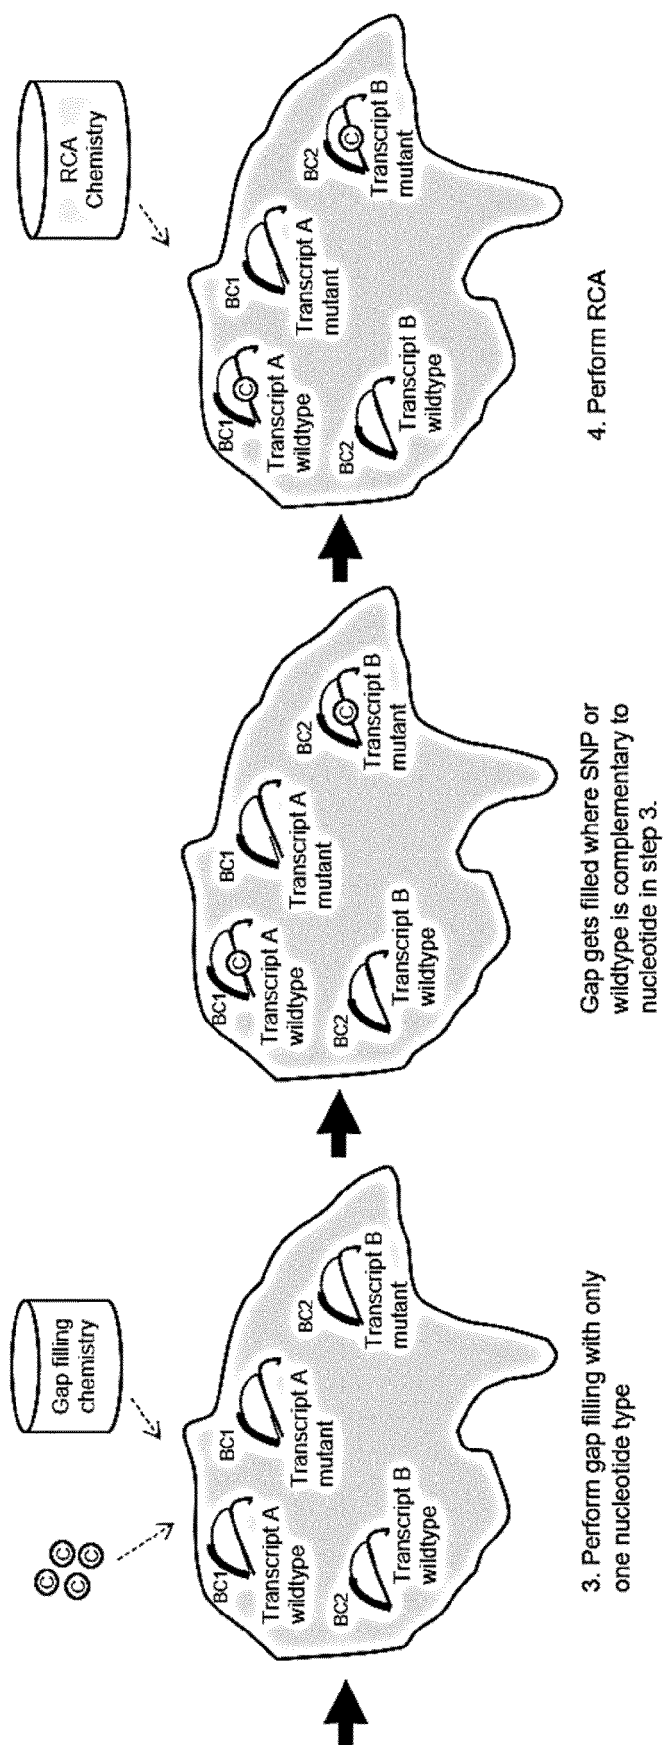 Gap filling
chemistry
C
C
C
C
BC1
Transcript A
wildtype
BC1
Transcript A
mutant
BC2
Transcript B
wildtype
BC2
Transcript B
mutant
3. Perform gap filling with only
one nucleotide type
BC1
C
Transcript A
wildtype
BC1
Transcript A
mutant
BC2
Transcript B
wildtype
BC2
C
Transcript B
mutant
Gap gets filled where SNP or
wildtype is complementary to
nucleotide in step 3.
RCA
Chemistry
BC1
C
Transcript A
wildtype
BC1
Transcript A
mutant
BC2
Transcript B
wildtype
BC2
C
Transcript B
mutant
4. Perform RCA